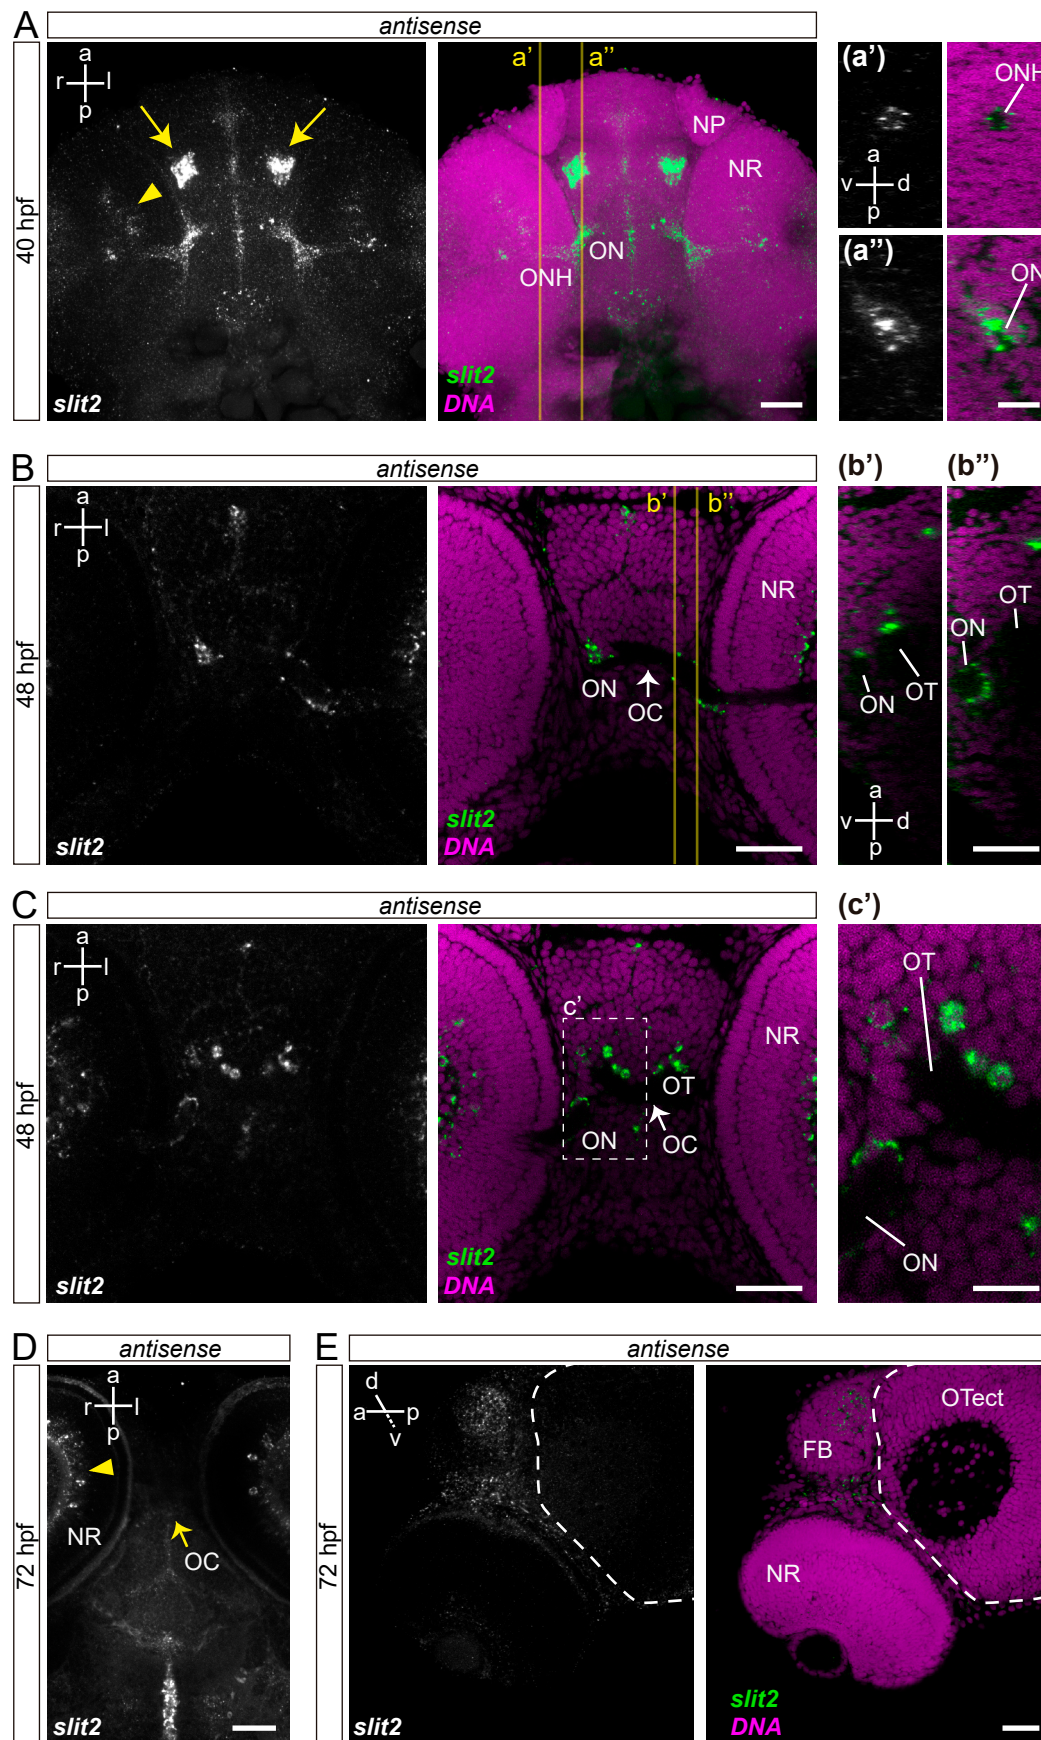 A
antisense
40 hpf
a
r
l
p
slit2
a’
a’’
NP
NR
ON
ONH
slit2
DNA
(a’)
ONH
a
v
d
p
(a’’)
ON
B
antisense
48 hpf
a
r
l
p
slit2
b’
b’’
NR
ON
OC
slit2
DNA
(b’)
(b’’)
OT
ON
ON
OT
a
v
d
p
C
antisense
48 hpf
a
r
l
p
slit2
c’
NR
OT
ON
OC
slit2
DNA
(c’)
OT
ON
D
antisense
72 hpf
a
r
l
p
NR
OC
slit2
E
antisense
72 hpf
d
a
p
v
slit2
OTect
FB
NR
slit2
DNA